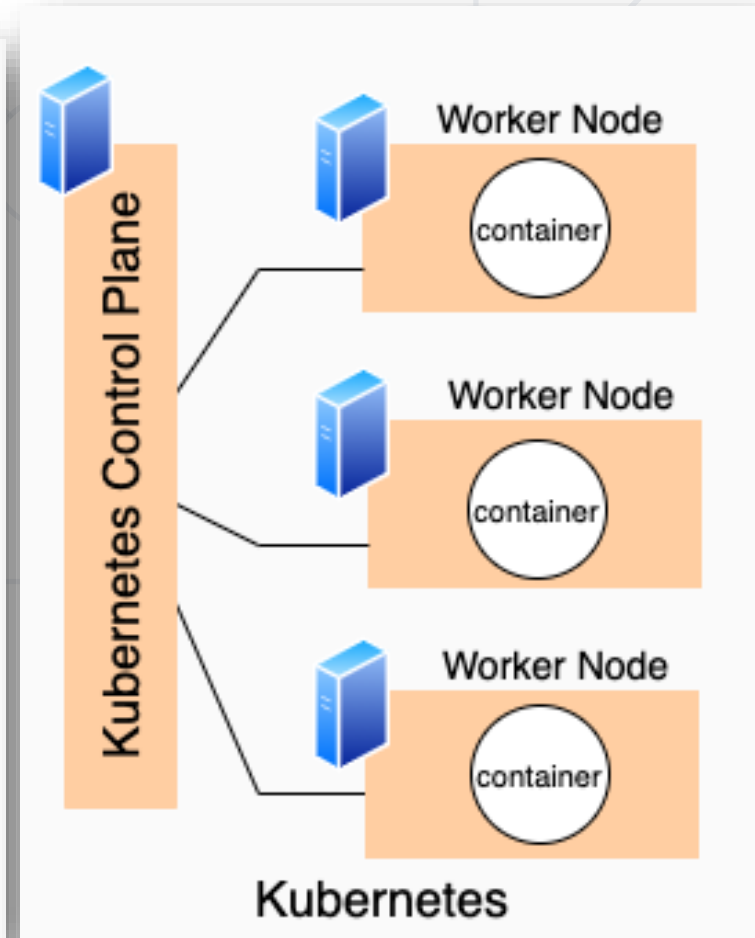 Kubernetes Control Plane
Worker Node
container
Worker Node
container
Worker Node
container
Kubernetes